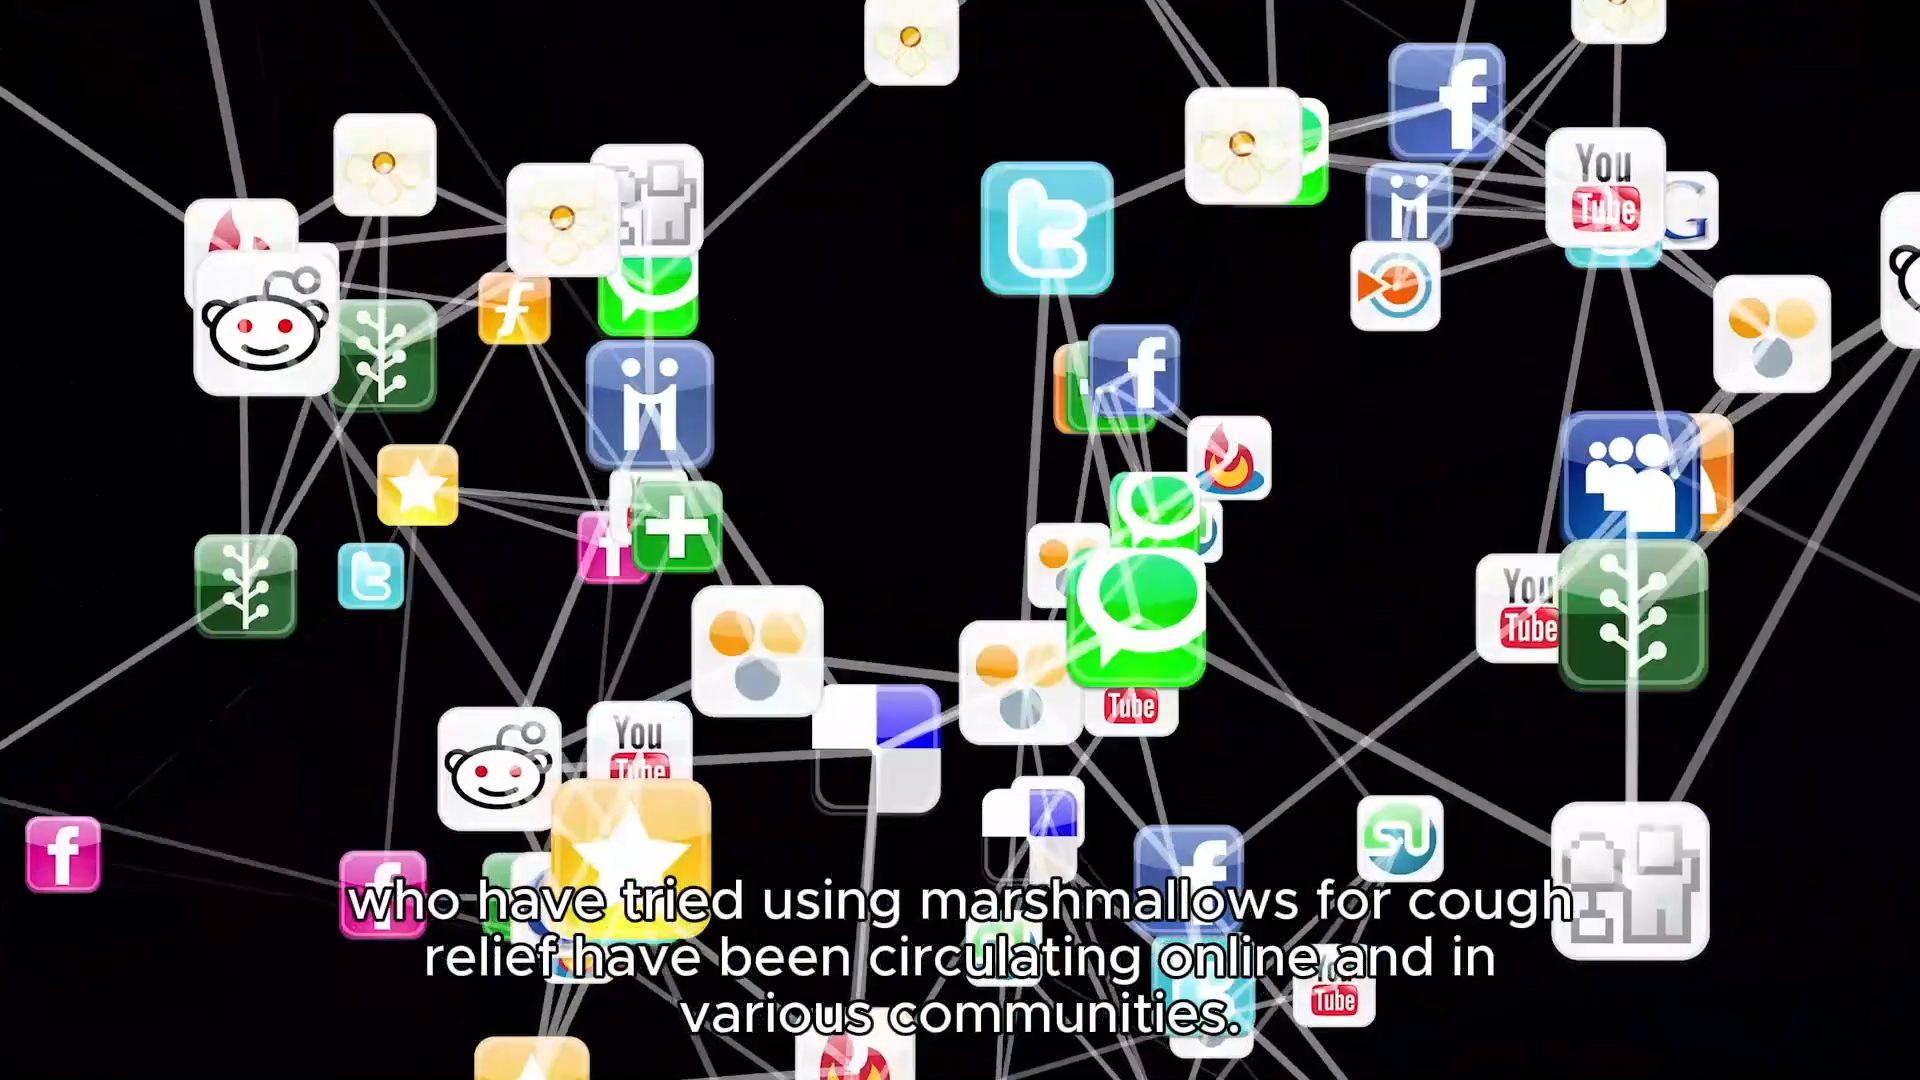 You
Tube
G
You
Tube
Tube
You
Tube
who have tried using marshmallows for cough
relief have been circulating online and in
various communities.
You
Tube